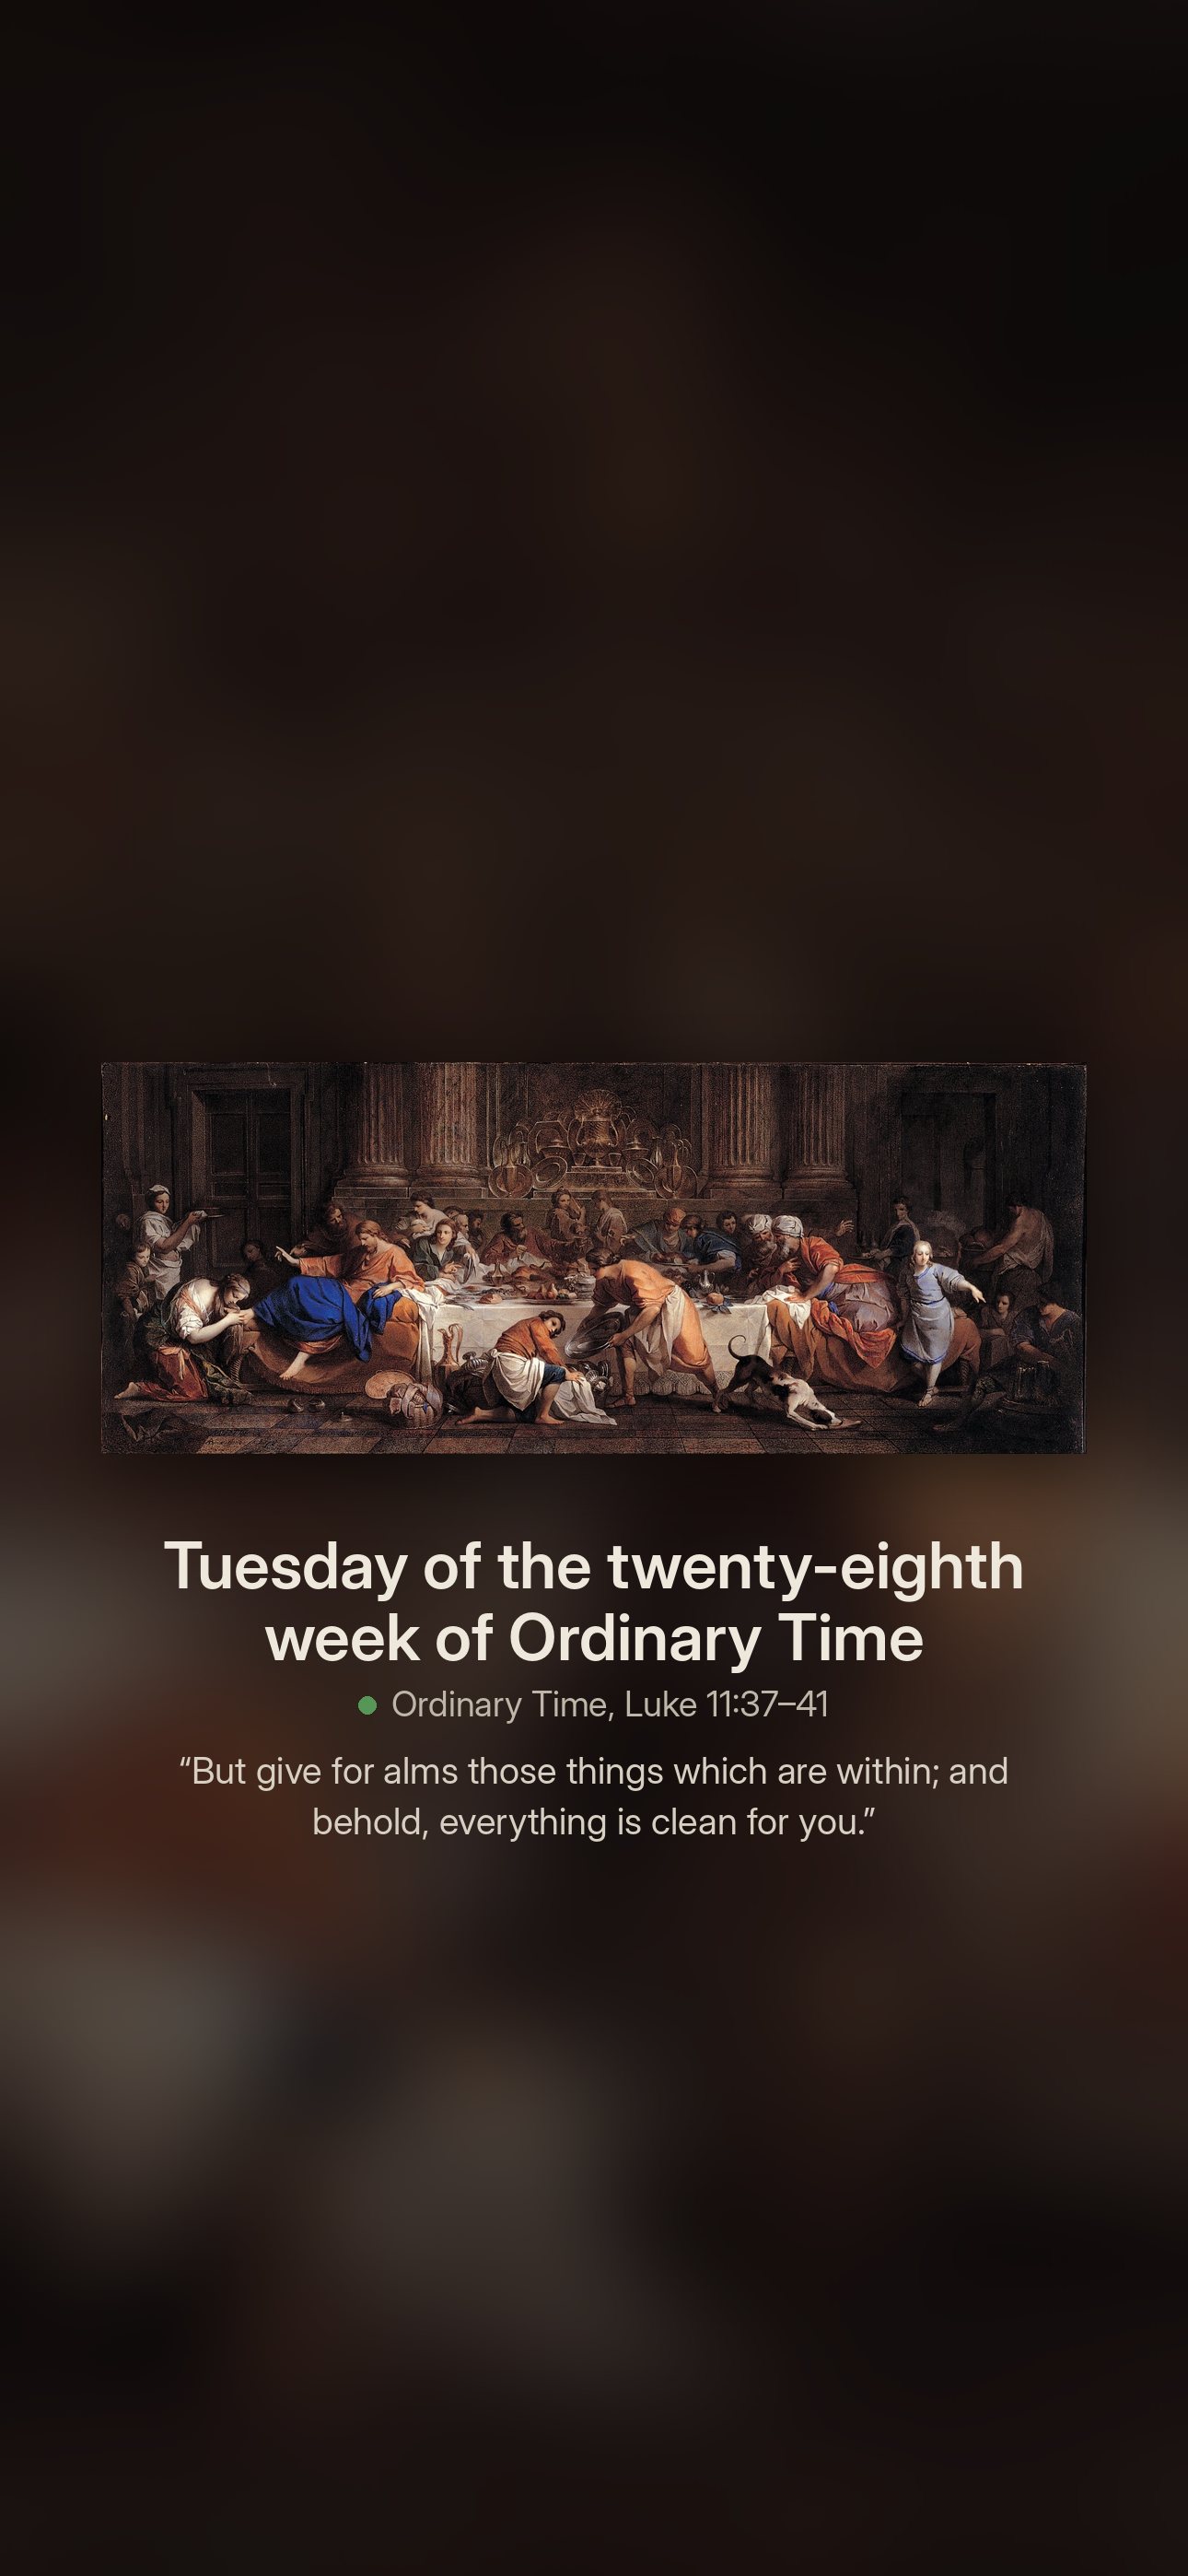 Tuesday of the twenty-eighth
week of Ordinary Time
Ordinary Time, Luke 11:37–41
“But give for alms those things which are within; and
behold, everything is clean for you.”